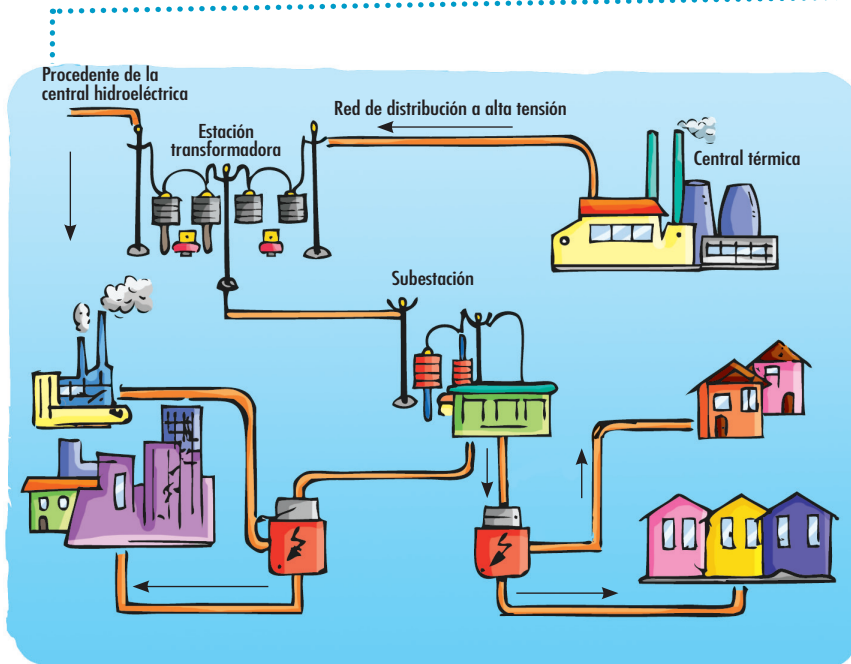 Procedente de la
central hidroeléctrica
Red de distribución a alta tensión
Estación
transformadora
Central térmica
Subestación